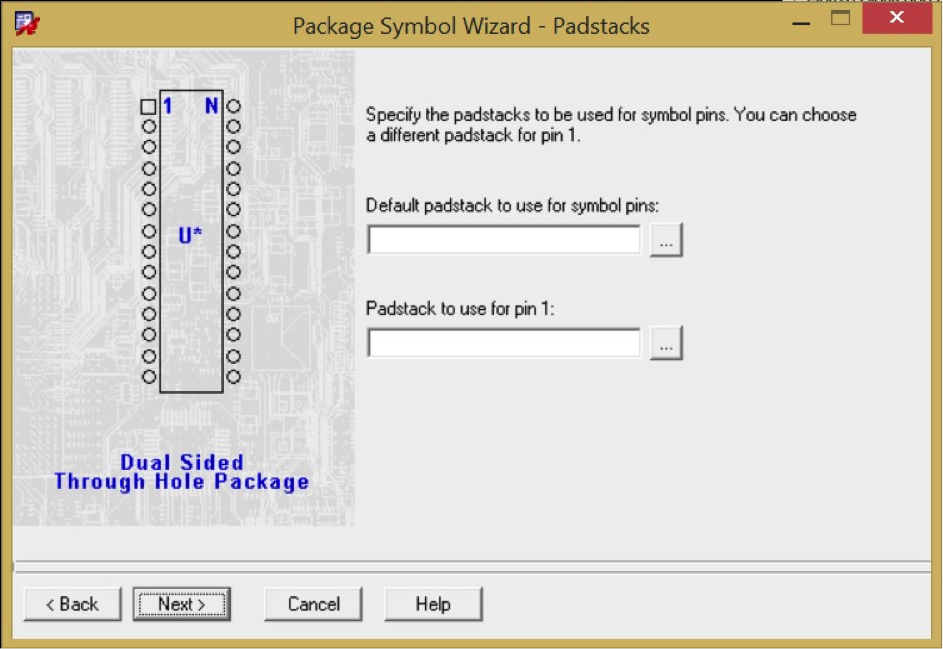 Package Symbol Wizard - Padstacks
1 N
U*
Dual Sided
Through Hole Package
Specify the padstacks to be used for symbol pins. You can choose
a different padstack for pin 1.
Default padstack to use for symbol pins:
...
Padstack to use for pin 1:
...
< Back Next > Cancel Help